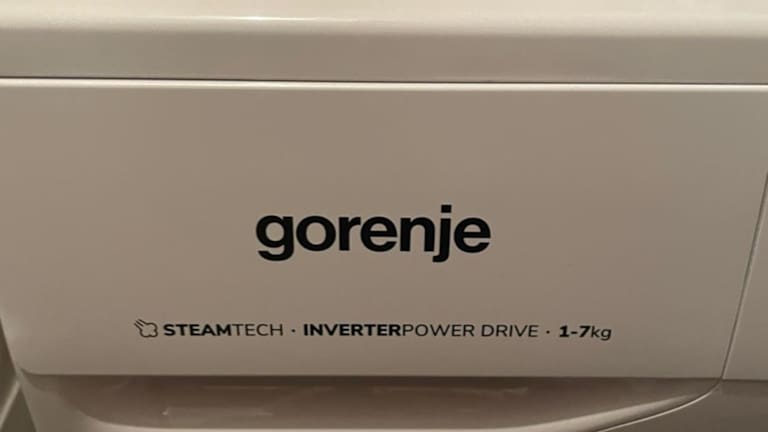 gorenje
STEAMTECH · INVERTERPOWER DRIVE · 1-7kg